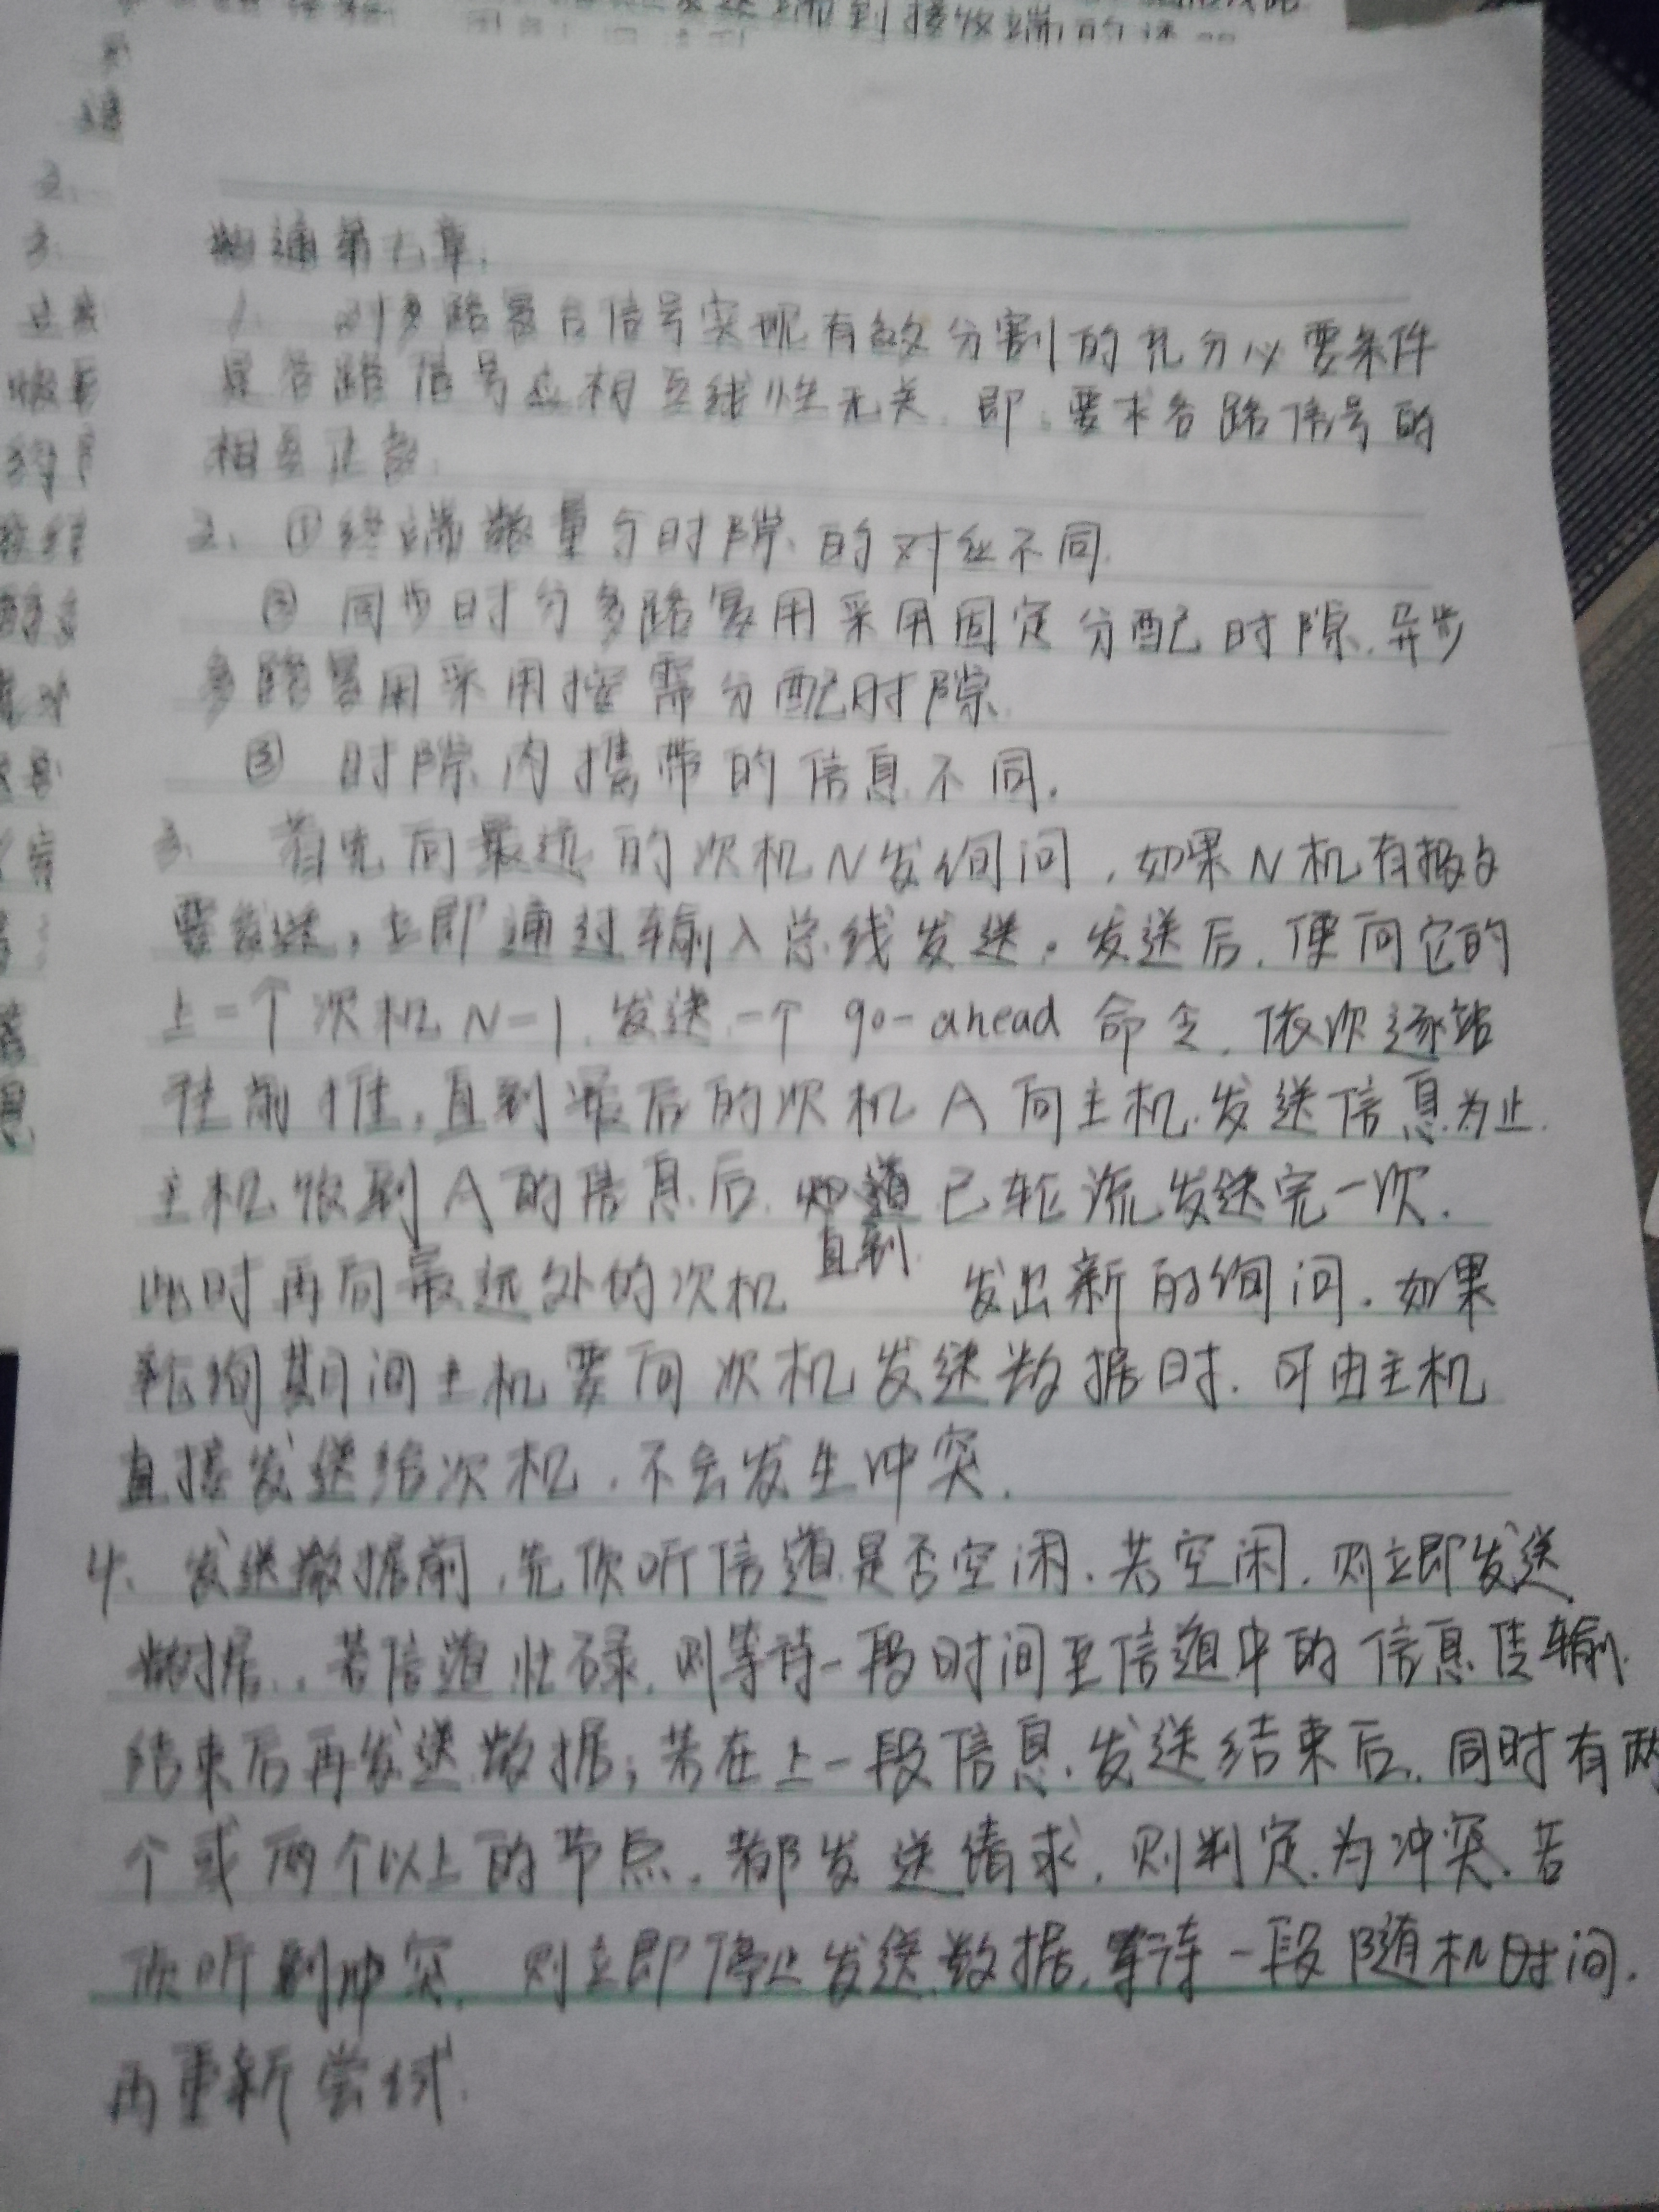 到接收端的
数通第七章.
1. 对多路复合信号实现有效分割的充分必要条件
是各路信号应相互线性无关. 即:要求各路信号的
相互正交.
2. ①终端数量与时隙的对应不同.
② 同步时分多路复用采用固定分配时隙.异步
多路复用采用按需分配时隙.
③ 时隙内携带的信息不同.
3. 首先向最远的次机N发询问,如果N机有报文
要发送,立即通过输入总线发送。发送后.便向它的
上一个次机N-1.发送一个 go-ahead 命令.依次逐站
往前推,直到最后的次机A向主机发送信息为止.
主机收到A的信息后 知道 已轮流发送完一次.
直到
此时再向最远处的次机 发出新的询问.如果
轮询期间主机要向次机发送数据时.可由主机
直接发送给次机.不会发生冲突.
4. 发送数据前,先侦听信道是否空闲.若空闲.则立即发送
数据.若信道忙碌.则等待一段时间至信道中的信息传输
结束后再发送数据;若在上一段信息发送结束后.同时有两
个或两个以上的节点.都发送请求.则判定为冲突.若
侦听到冲突.则立即停止发送数据,等待一段随机时间.
再重新尝试.